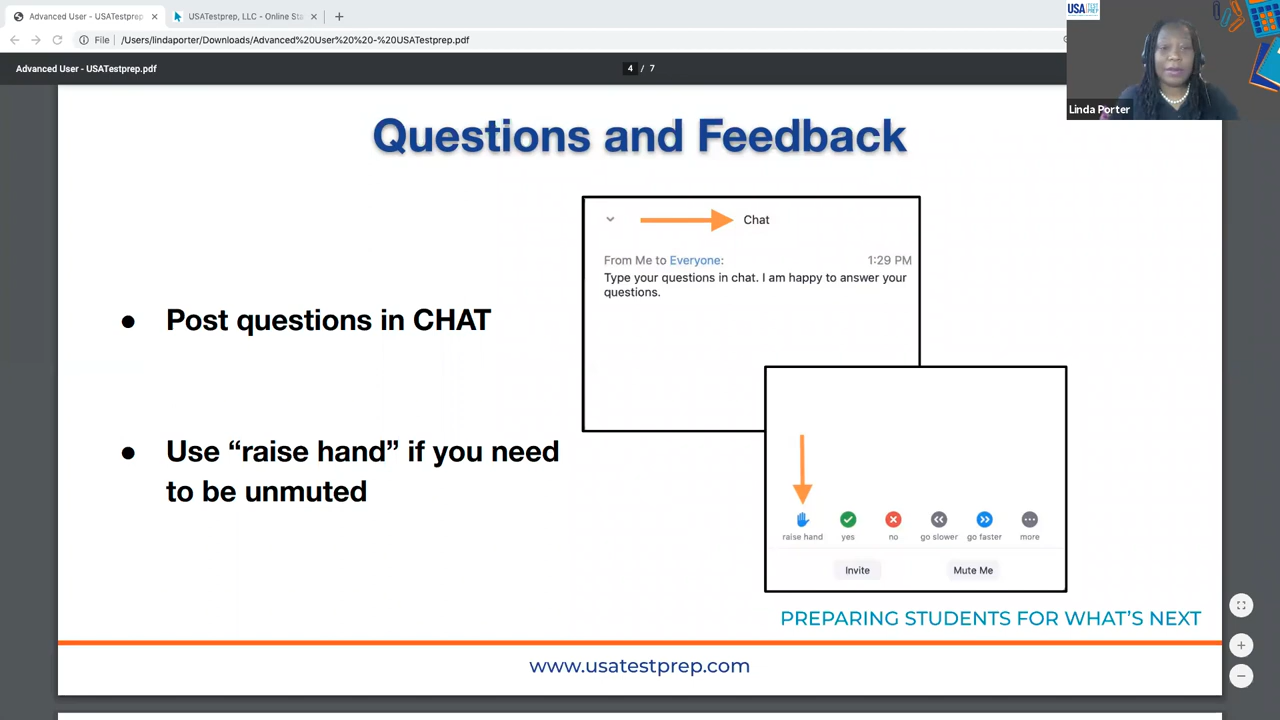 Advanced User - USATestprep
USATestprep, LLC - Online Sta
File
/Users/lindaporter/Downloads/Advanced%20User%20%20-%20USATestprep.pdf
Advanced User - USATestprep.pdf
4 / 7
USA TEST PREP
Linda Porter
Questions and Feedback
Chat
From Me to Everyone:
1:29 PM
Type your questions in chat. I am happy to answer your
questions.
● Post questions in CHAT
● Use “raise hand” if you need
to be unmuted
raise hand
yes
no
go slower
go faster
more
Invite
Mute Me
PREPARING STUDENTS FOR WHAT’S NEXT
www.usatestprep.com